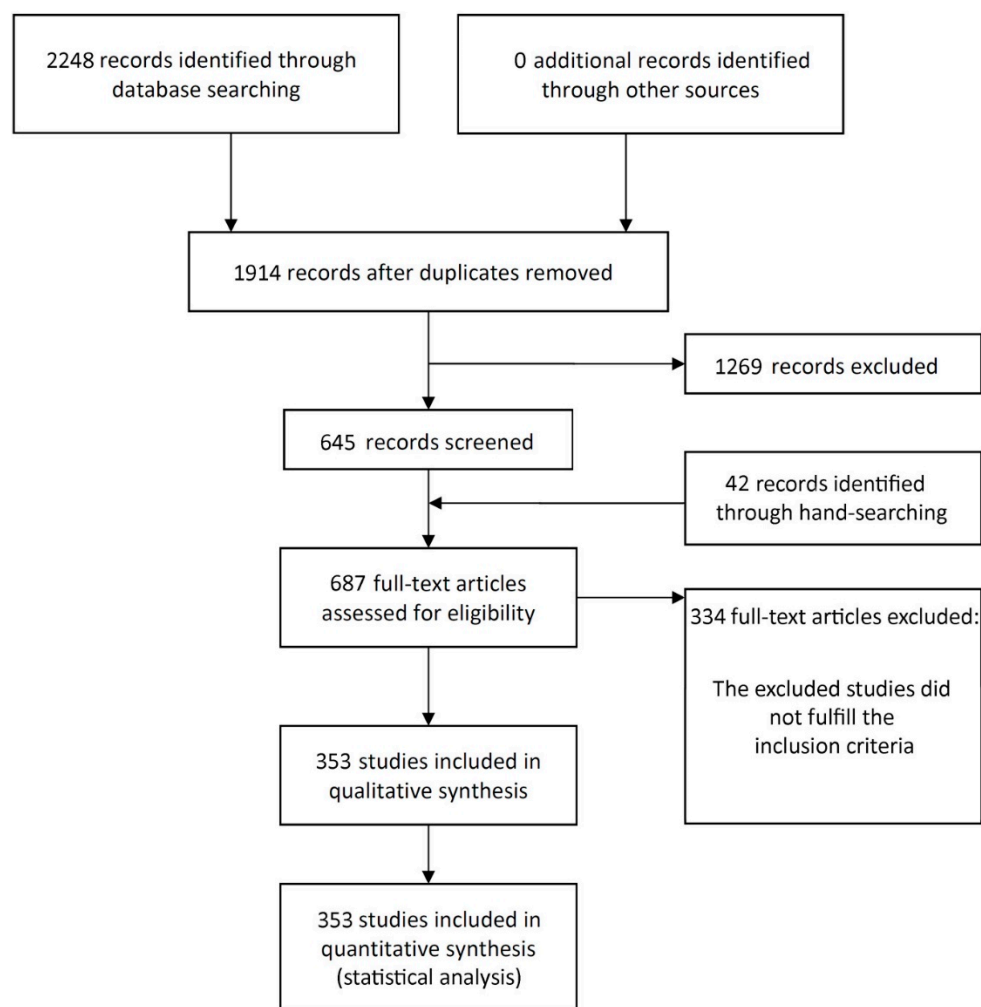 2248 records identified through
database searching
0 additional records identified
through other sources
1914 records after duplicates removed
1269 records excluded
645 records screened
42 records identified
through hand-searching
687 full-text articles
assessed for eligibility
334 full-text articles excluded:
The excluded studies did
not fulfill the
inclusion criteria
353 studies included in
qualitative synthesis
353 studies included in
quantitative synthesis
(statistical analysis)